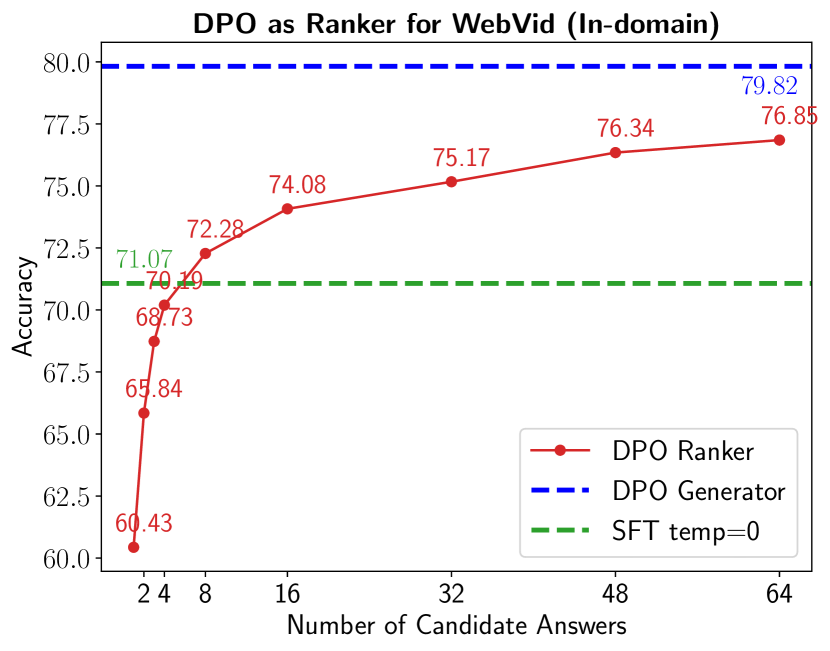 DPO as Ranker for WebVid (In-domain)
80.0
79.82
76.85
77.5
76.34
75.17
75.0
74.08
72.28
72.5
71.07
70.19
70.0
68.73
67.5
65.84
65.0
62.5
60.43
60.0
Accuracy
DPO Ranker
DPO Generator
SFT temp=0
2 4 8 16 32 48 64
Number of Candidate Answers